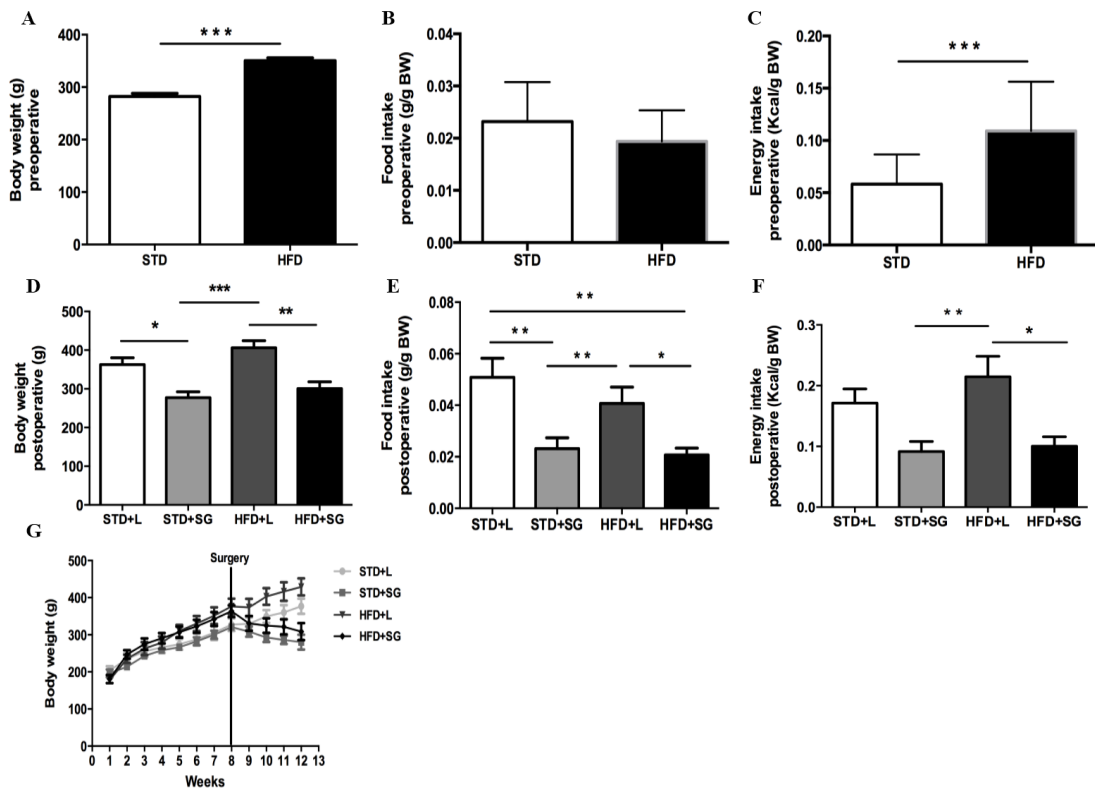 A
Body weight (g)
preoperative
400
300
200
100
0
***
STD
HFD
B
Food intake
preoperative (g/g BW)
0.04
0.03
0.02
0.01
0.00
STD
HFD
C
Energy intake
preoperative (Kcal/g BW)
0.20
0.15
0.10
0.05
0.00
***
STD
HFD
D
Body weight
postoperative (g)
500
400
300
200
100
0
*
***
**
STD+L
STD+SG
HFD+L
HFD+SG
E
Food intake
postoperative (g/g BW)
0.08
0.06
0.04
0.02
0.00
**
**
**
*
STD+L
STD+SG
HFD+L
HFD+SG
F
Energy intake
postoperative (Kcal/g BW)
0.3
0.2
0.1
0.0
**
*
STD+L
STD+SG
HFD+L
HFD+SG
G
Body weight (g)
500
400
300
200
100
0
Surgery
0 1 2 3 4 5 6 7 8 9 10 11 12 13
Weeks
STD+L
STD+SG
HFD+L
HFD+SG